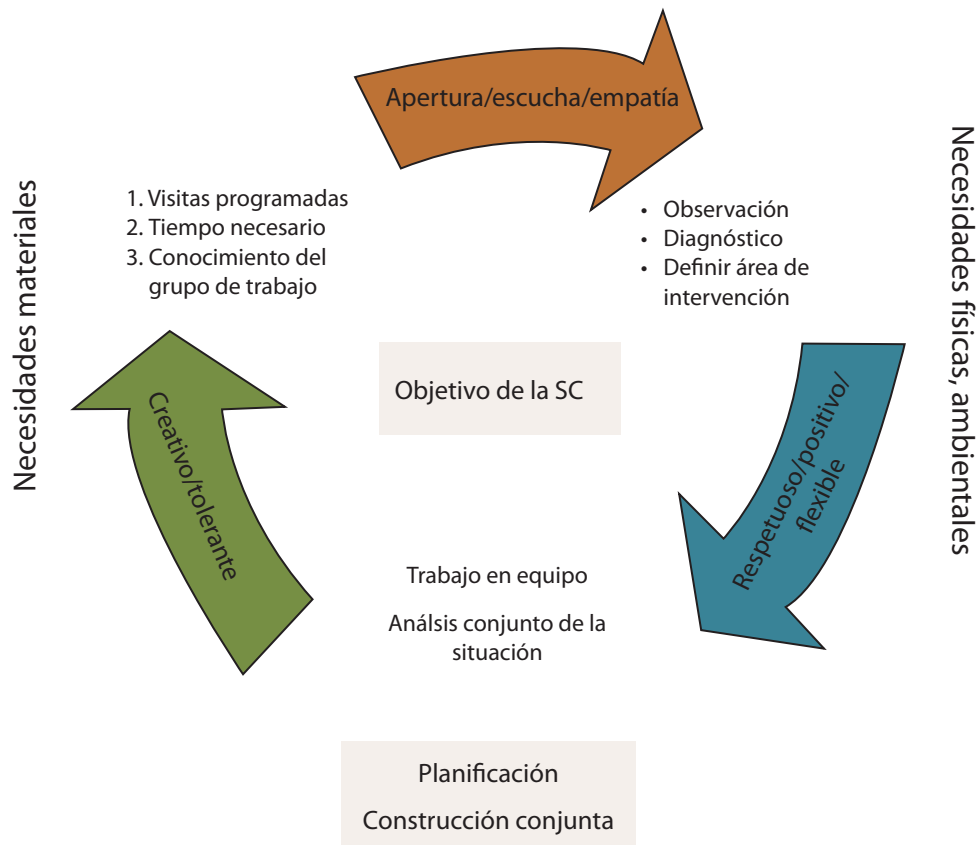 Apertura/escucha/empatía
Necesidades materiales
1. Visitas programadas
2. Tiempo necesario
3. Conocimiento del
grupo de trabajo
• Observación
• Diagnóstico
• Definir área de
intervención
Necesidades físicas, ambientales
Objetivo de la SC
Creativo/tolerante
Respetuoso/positivo/
flexible
Trabajo en equipo
Análsis conjunto de la
situación
Planificación
Construcción conjunta